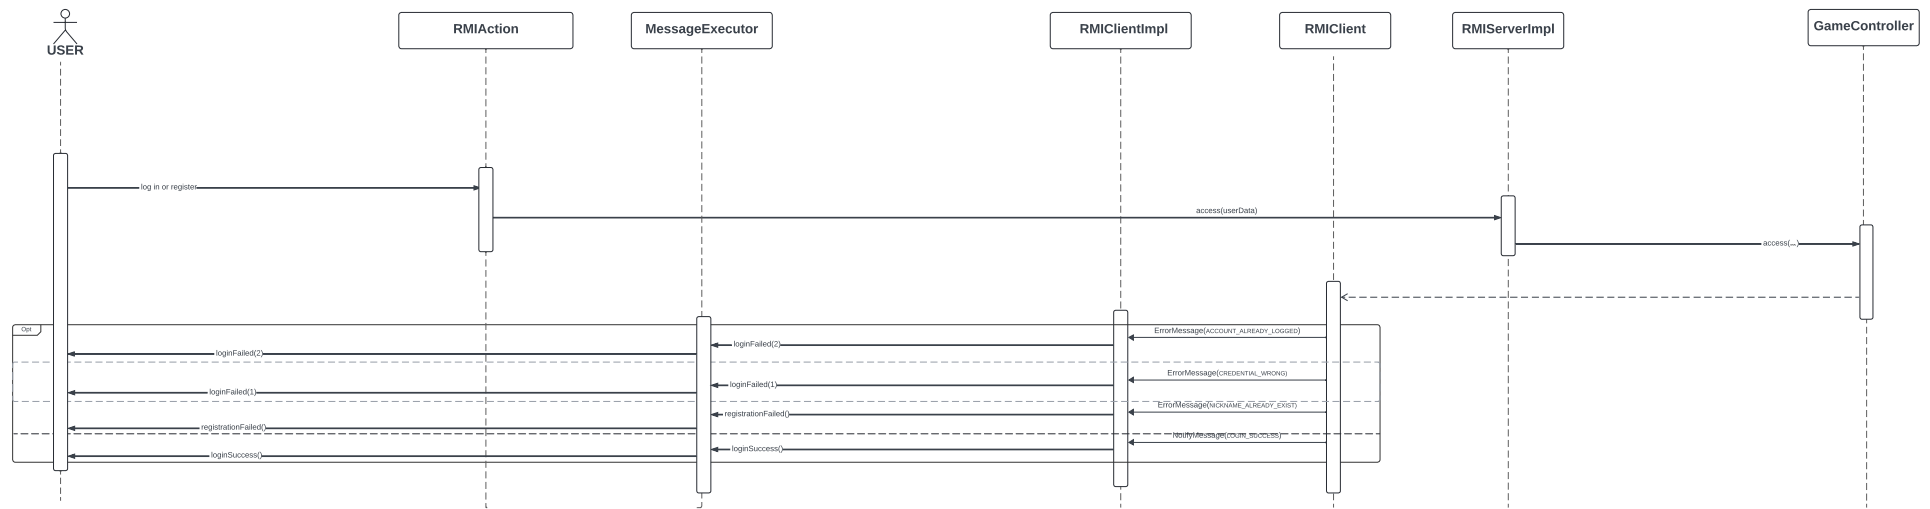 USER
RMIAction
MessageExecutor
RMIClientImpl
RMIClient
RMIServerImpl
GameController
log in or register
access(userData)
access(...)
Opt
ErrorMessage(ACCOUNT_ALREADY_LOGGED)
loginFailed(2)
loginFailed(2)
ErrorMessage(CREDENTIAL_WRONG)
loginFailed(1)
loginFailed(1)
ErrorMessage(NICKNAME_ALREADY_EXIST)
registrationFailed()
registrationFailed()
NotifyMessage(LOGIN_SUCCESS)
loginSuccess()
loginSuccess()